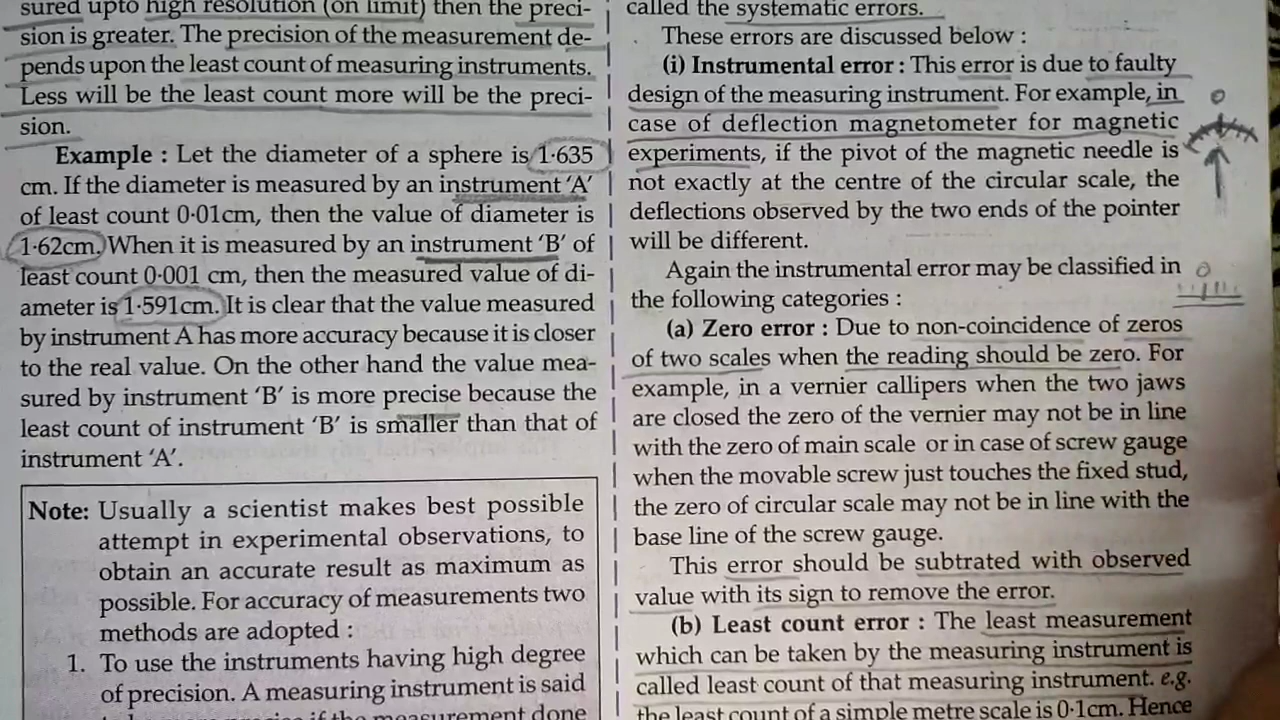 sured upto high resolution (on limit) then the preci-
sion is greater. The precision of the measurement de-
pends upon the least count of measuring instruments.
Less will be the least count more will be the preci-
sion.
Example : Let the diameter of a sphere is 1·635
cm. If the diameter is measured by an instrument ‘A’
of least count 0·01cm, then the value of diameter is
1·62cm. When it is measured by an instrument ‘B’ of
least count 0·001 cm, then the measured value of di-
ameter is 1·591cm. It is clear that the value measured
by instrument A has more accuracy because it is closer
to the real value. On the other hand the value mea-
sured by instrument ‘B’ is more precise because the
least count of instrument ‘B’ is smaller than that of
instrument ‘A’.
Note: Usually a scientist makes best possible
attempt in experimental observations, to
obtain an accurate result as maximum as
possible. For accuracy of measurements two
methods are adopted :
1. To use the instruments having high degree
of precision. A measuring instrument is said
to be more precise if the measurement done
called the systematic errors.
These errors are discussed below :
(i) Instrumental error : This error is due to faulty
design of the measuring instrument. For example, in
case of deflection magnetometer for magnetic
experiments, if the pivot of the magnetic needle is
not exactly at the centre of the circular scale, the
deflections observed by the two ends of the pointer
will be different.
Again the instrumental error may be classified in
the following categories :
(a) Zero error : Due to non-coincidence of zeros
of two scales when the reading should be zero. For
example, in a vernier callipers when the two jaws
are closed the zero of the vernier may not be in line
with the zero of main scale or in case of screw gauge
when the movable screw just touches the fixed stud,
the zero of circular scale may not be in line with the
base line of the screw gauge.
This error should be subtrated with observed
value with its sign to remove the error.
(b) Least count error : The least measurement
which can be taken by the measuring instrument is
called least count of that measuring instrument. e.g.
the least count of a simple metre scale is 0·1cm. Hence
0
0